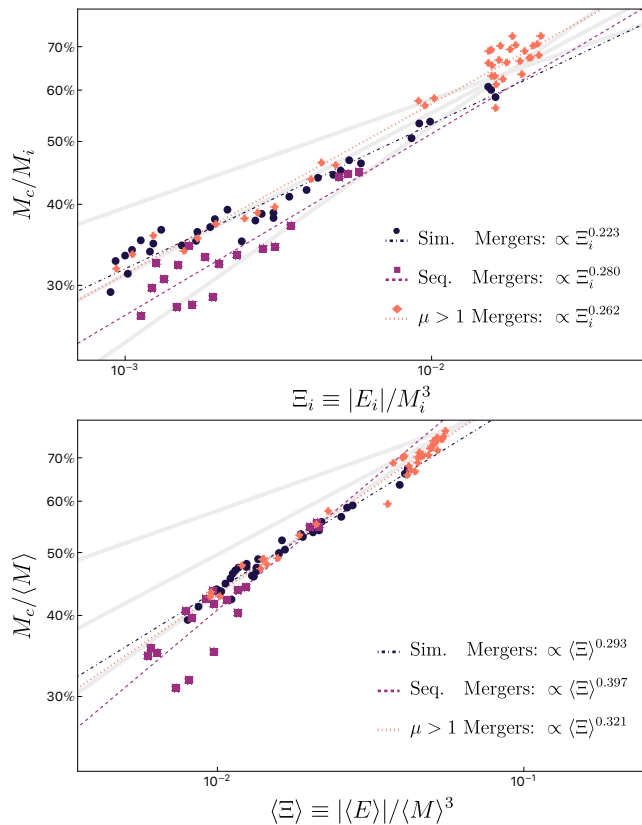 70%
60%
50%
40%
30%
M_c/M_i
Sim. Mergers: ∝ Ξ_i^0.223
Seq. Mergers: ∝ Ξ_i^0.280
μ > 1 Mergers: ∝ Ξ_i^0.262
10^−3
10^−2
Ξ_i ≡ |E_i|/M_i^3
70%
60%
50%
40%
30%
M_c/⟨M⟩
Sim. Mergers: ∝ ⟨Ξ⟩^0.293
Seq. Mergers: ∝ ⟨Ξ⟩^0.397
μ > 1 Mergers: ∝ ⟨Ξ⟩^0.321
10^−2
10^−1
⟨Ξ⟩ ≡ |⟨E⟩|/⟨M⟩^3